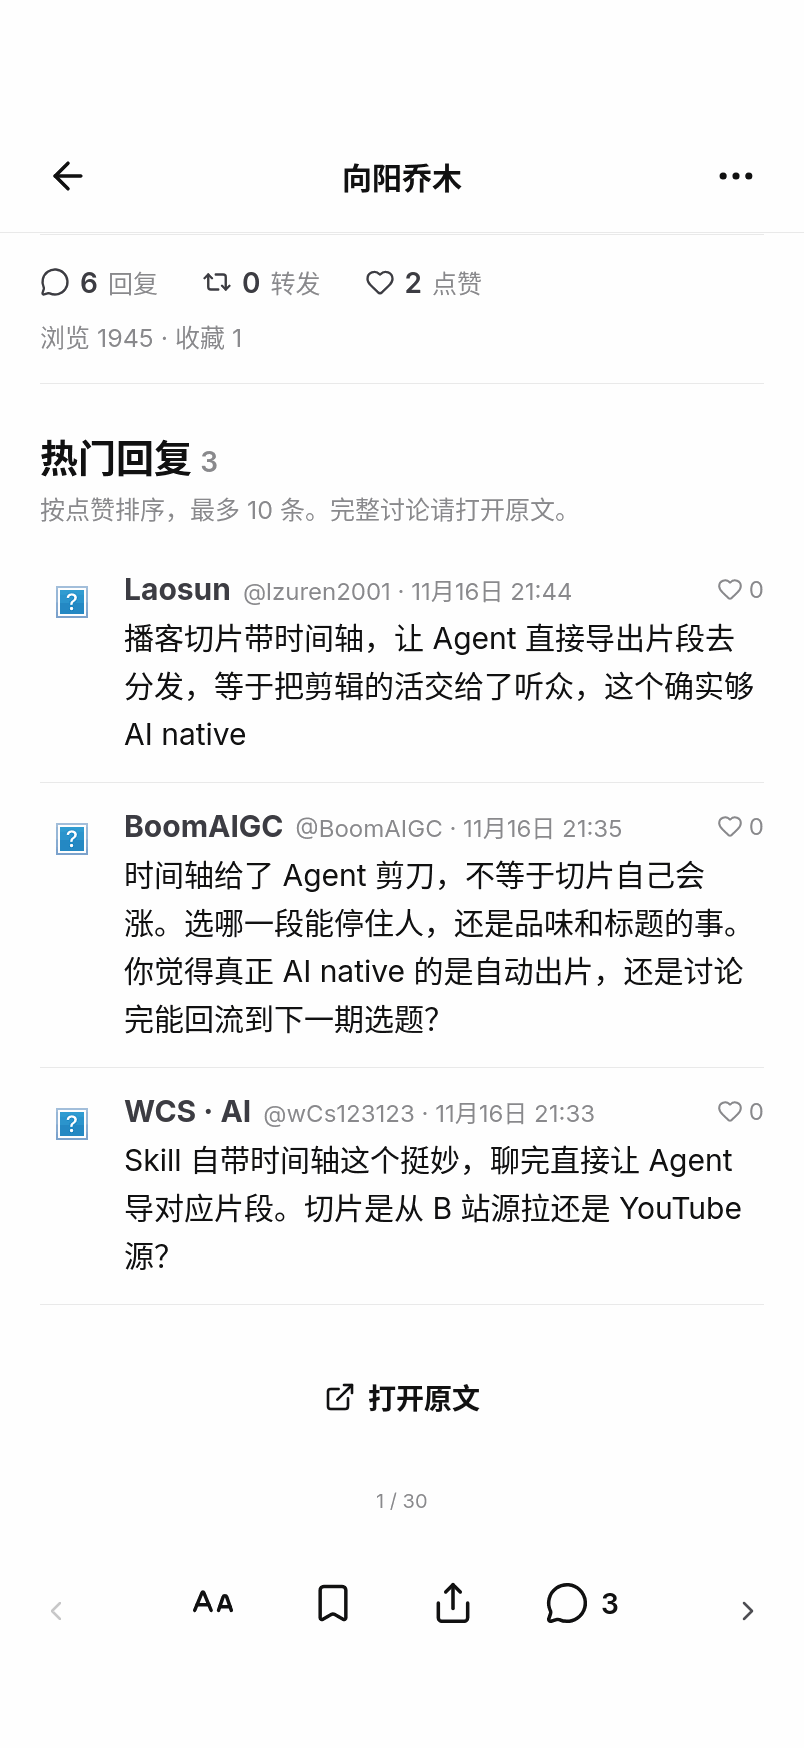 向阳乔木
6 回复 0 转发 2 点赞
浏览 1945 · 收藏 1
热门回复 3
按点赞排序，最多 10 条。完整讨论请打开原文。
Laosun @lzuren2001 · 11月16日 21:44 0
播客切片带时间轴，让 Agent 直接导出片段去
分发，等于把剪辑的活交给了听众，这个确实够
AI native
BoomAIGC @BoomAIGC · 11月16日 21:35 0
时间轴给了 Agent 剪刀，不等于切片自己会
涨。选哪一段能停住人，还是品味和标题的事。
你觉得真正 AI native 的是自动出片，还是讨论
完能回流到下一期选题？
WCS · AI @wCs123123 · 11月16日 21:33 0
Skill 自带时间轴这个挺妙，聊完直接让 Agent
导对应片段。切片是从 B 站源拉还是 YouTube
源？
打开原文
1 / 30
AA 3